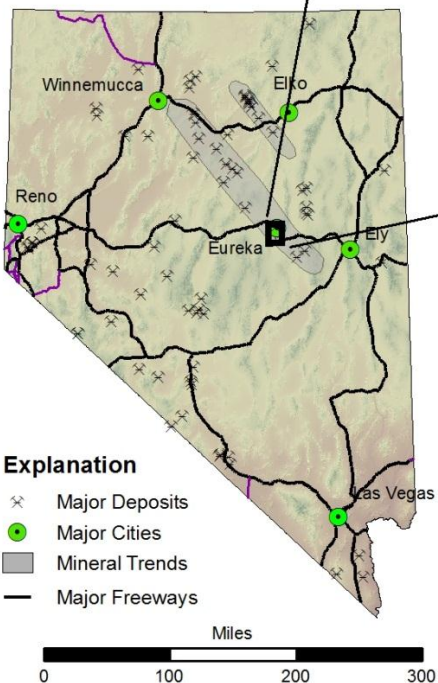 Winnemucca
Elko
Reno
Eureka
Ely
Explanation
Major Deposits
Major Cities
Las Vegas
Mineral Trends
Major Freeways
Miles
0 100 200 300